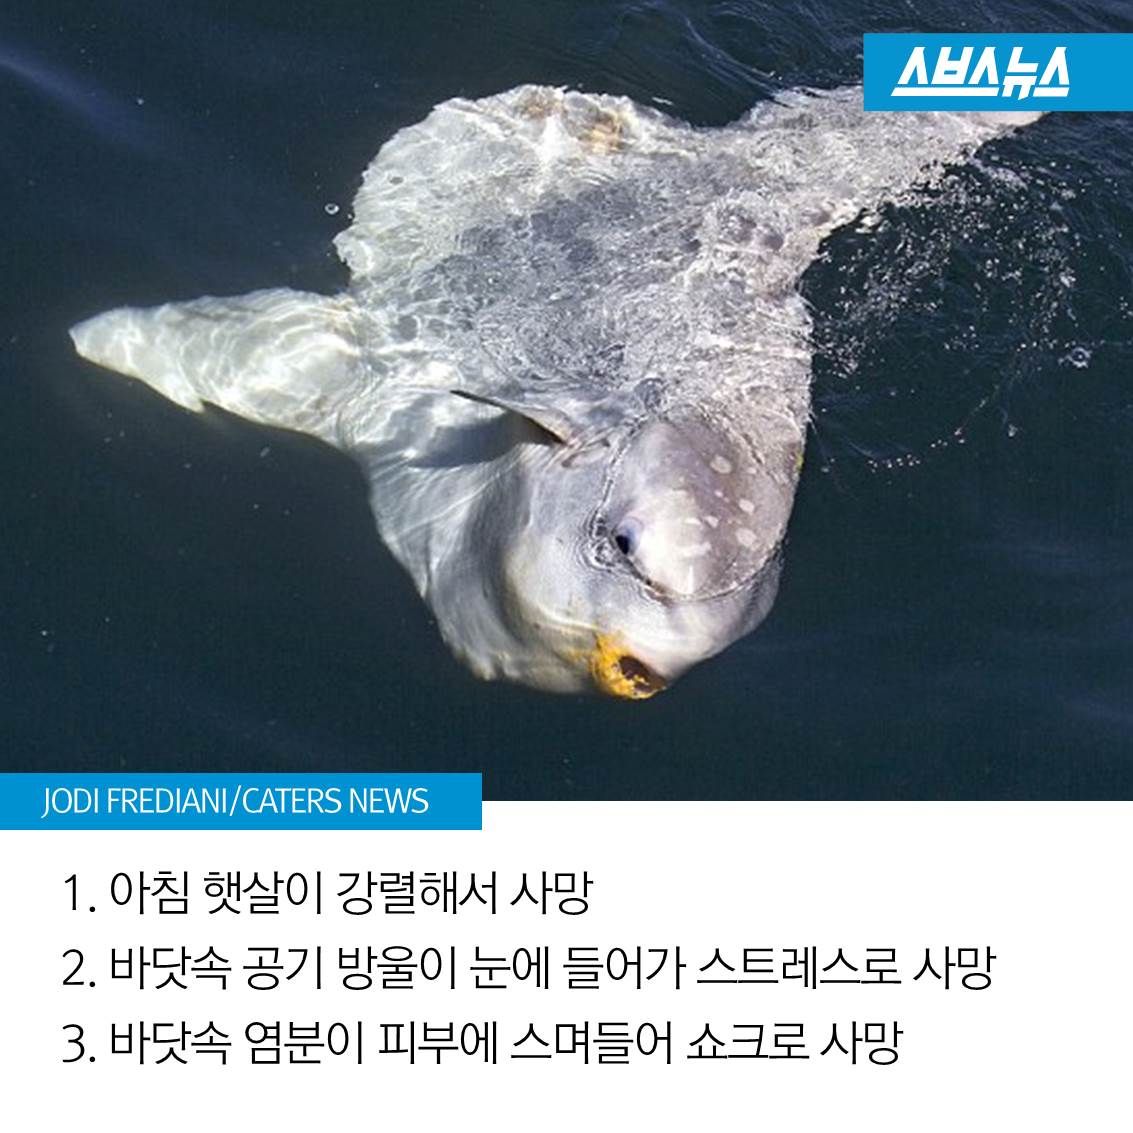 스브스뉴스
JODI FREDIANI/CATERS NEWS
1. 아침 햇살이 강렬해서 사망
2. 바닷속 공기 방울이 눈에 들어가 스트레스로 사망
3. 바닷속 염분이 피부에 스며들어 쇼크로 사망